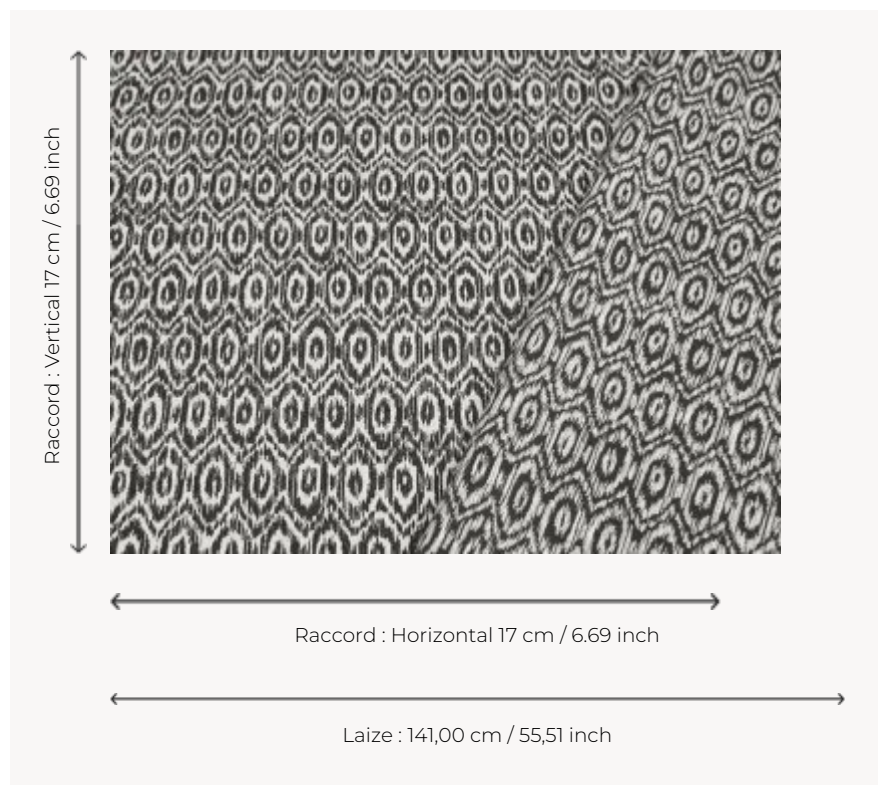 Raccord : Vertical 17 cm / 6.69 inch
Raccord : Horizontal 17 cm / 6.69 inch
Laize : 141,00 cm / 55,51 inch